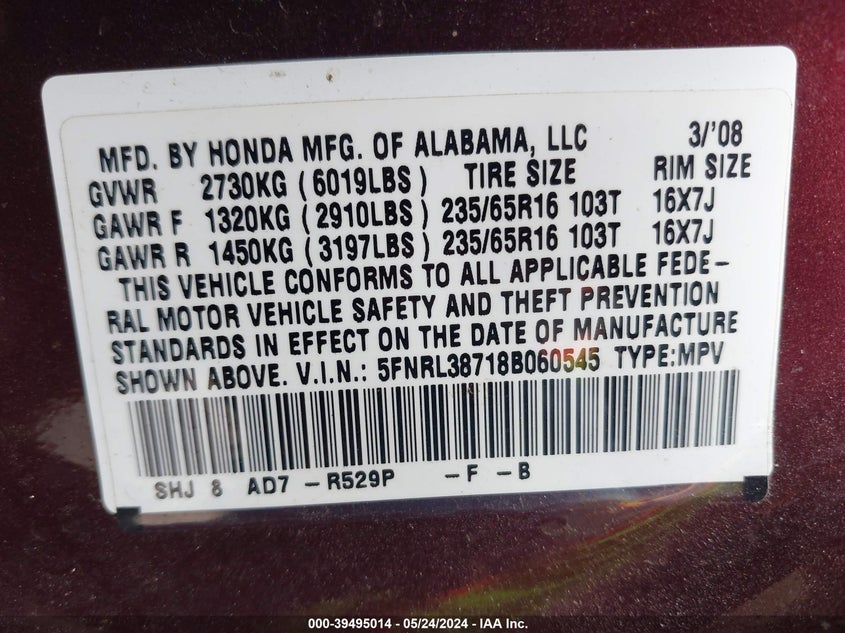 MFD. BY HONDA MFG. OF ALABAMA, LLC 3/'08
GVWR 2730KG (6019LBS) TIRE SIZE RIM SIZE
GAWR F 1320KG (2910LBS) 235/65R16 103T 16X7J
GAWR R 1450KG (3197LBS) 235/65R16 103T 16X7J
THIS VEHICLE CONFORMS TO ALL APPLICABLE FEDE-
RAL MOTOR VEHICLE SAFETY AND THEFT PREVENTION
STANDARDS IN EFFECT ON THE DATE OF MANUFACTURE
SHOWN ABOVE. V.I.N.: 5FNRL38718B060545 TYPE:MPV
SHJ 8 AD7 -R529P -F -B
000-39495014 - 05/24/2024 - IAA Inc.